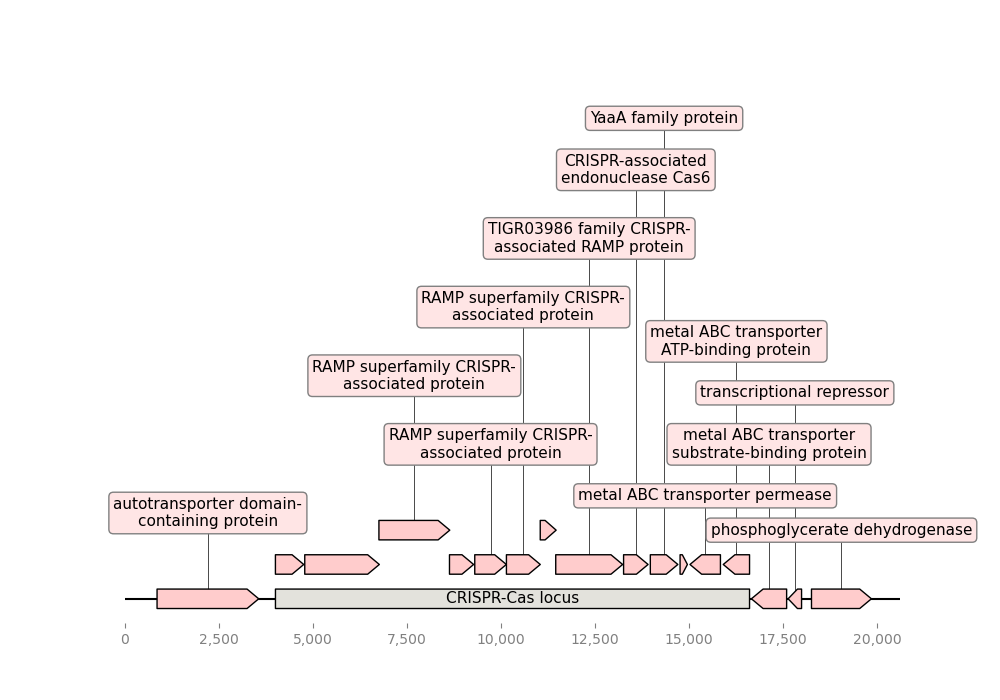 YaaA family protein
CRISPR-associated
endonuclease Cas6
TIGR03986 family CRISPR-
associated RAMP protein
RAMP superfamily CRISPR-
associated protein
metal ABC transporter
ATP-binding protein
RAMP superfamily CRISPR-
associated protein
transcriptional repressor
RAMP superfamily CRISPR-
associated protein
metal ABC transporter
substrate-binding protein
metal ABC transporter permease
autotransporter domain-
containing protein
phosphoglycerate dehydrogenase
CRISPR-Cas locus
0
2,500
5,000
7,500
10,000
12,500
15,000
17,500
20,000